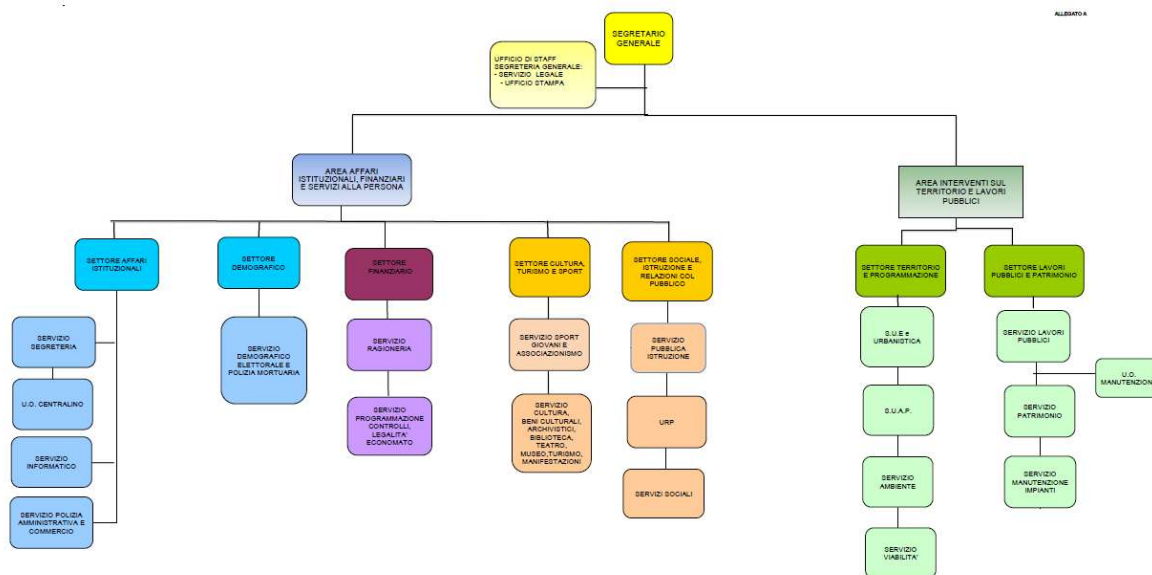 ALLEGATO A
SEGRETARIO
GENERALE
UFFICIO DI STAFF
SEGRETERIA GENERALE:
- SERVIZIO LEGALE
- UFFICIO STAMPA
AREA AFFARI
ISTITUZIONALI, FINANZIARI
E SERVIZI ALLA PERSONA
AREA INTERVENTI SUL
TERRITORIO E LAVORI
PUBBLICI
SETTORE AFFARI
ISTITUZIONALI
SETTORE
DEMOGRAFICO
SETTORE
FINANZIARIO
SETTORE CULTURA,
TURISMO E SPORT
SETTORE SOCIALE,
ISTRUZIONE E
RELAZIONI COL
PUBBLICO
SETTORE TERRITORIO
E PROGRAMMAZIONE
SETTORE LAVORI
PUBBLICI E PATRIMONIO
SERVIZIO
SEGRETERIA
U.O. CENTRALINO
SERVIZIO
INFORMATICO
SERVIZIO POLIZIA
AMMINISTRATIVA E
COMMERCIO
SERVIZIO
DEMOGRAFICO
ELETTORALE E
POLIZIA MORTUARIA
SERVIZIO
RAGIONERIA
SERVIZIO
PROGRAMMAZIONE
CONTROLLI,
LEGALITA'
ECONOMATO
SERVIZIO SPORT
GIOVANI E
ASSOCIAZIONISMO
SERVIZIO
CULTURA,
BENI CULTURALI,
ARCHIVISTICI,
BIBLIOTECA,
TEATRO,
MUSEO,TURISMO,
MANIFESTAZIONI
SERVIZIO
PUBBLICA
ISTRUZIONE
URP
SERVIZI SOCIALI
S.U.E e
URBANISTICA
S.U.A.P.
SERVIZIO
AMBIENTE
SERVIZIO
VIABILITA'
SERVIZIO LAVORI
PUBBLICI
U.O.
MANUTENZIONI
SERVIZIO
PATRIMONIO
SERVIZIO
MANUTENZIONE
IMPIANTI